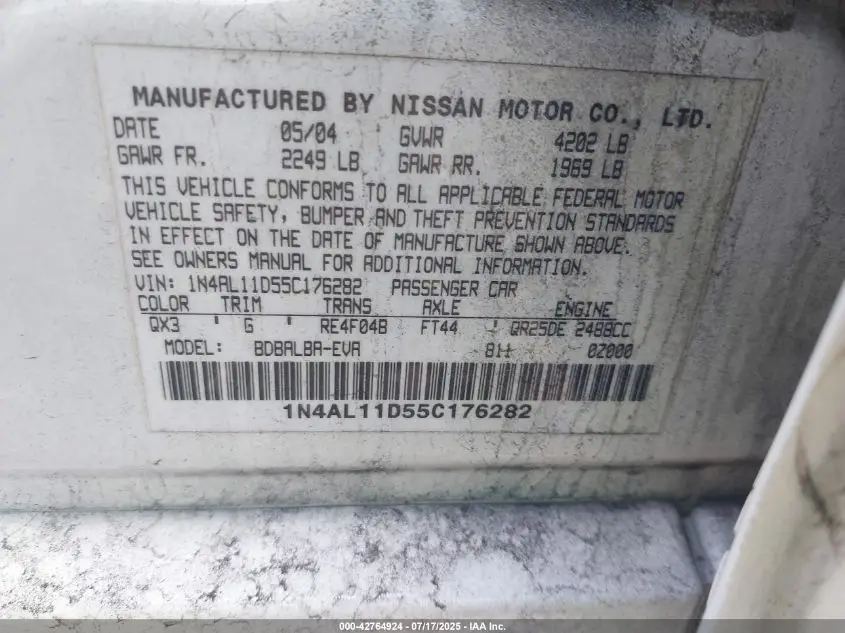 MANUFACTURED BY NISSAN MOTOR CO., LTD.
DATE 05/04 GVWR 4202 LB
GAWR FR. 2249 LB GAWR RR. 1969 LB
THIS VEHICLE CONFORMS TO ALL APPLICABLE FEDERAL MOTOR
VEHICLE SAFETY, BUMPER AND THEFT PREVENTION STANDARDS
IN EFFECT ON THE DATE OF MANUFACTURE SHOWN ABOVE.
SEE OWNERS MANUAL FOR ADDITIONAL INFORMATION.
VIN: 1N4AL11D55C176282 PASSENGER CAR
COLOR TRIM TRANS AXLE ENGINE
QX3 ' G ' RE4F04B FT44 ' QR25DE 2488CC
MODEL: BDBALBA-EVA 811 0Z000
1N4AL11D55C176282
000-42764924 | 07/17/2025 | IAA Inc.